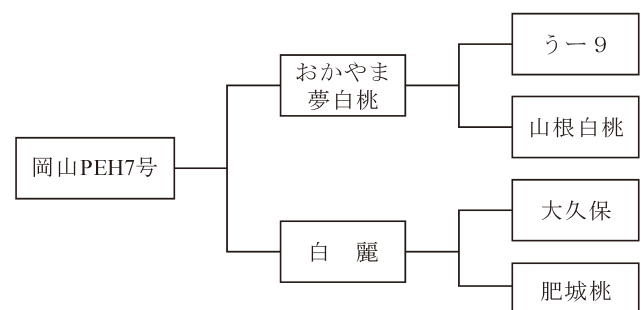 岡山PEH7号
おかやま
夢白桃
白　麗
うー９
山根白桃
大久保
肥城桃